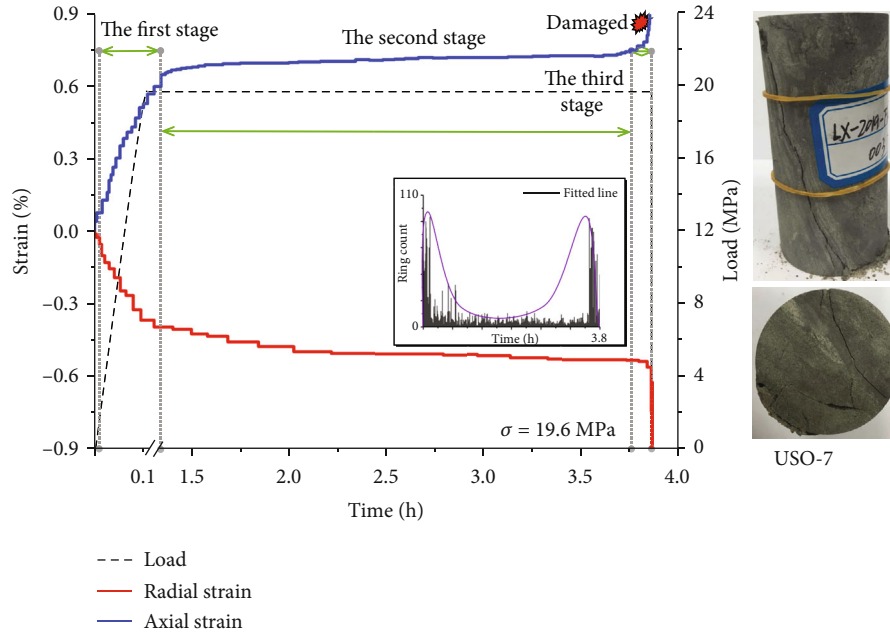 The first stage
The second stage
Damaged
The third
stage
0.9
0.6
0.3
0.0
−0.3
−0.6
−0.9
Strain (%)
24
20
16
12
8
4
0
Load (MPa)
0.1
1.5
2.0
2.5
3.0
3.5
4.0
Time (h)
110
0
Ring count
Fitted line
Time (h)
3.8
σ = 19.6 MPa
Load
Radial strain
Axial strain
003
USO-7